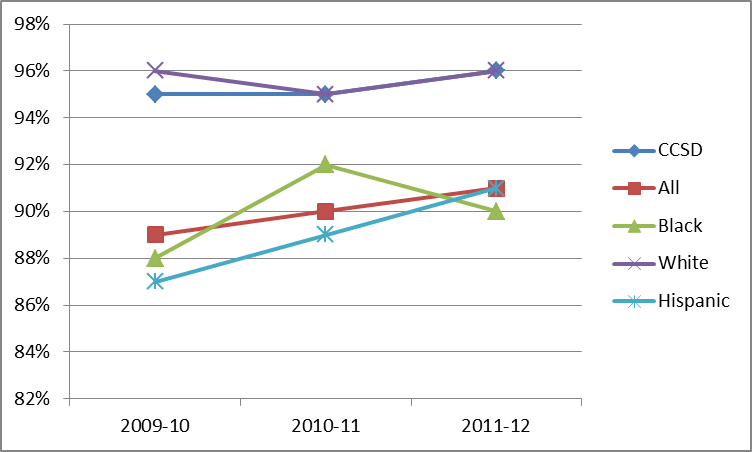 98%
96%
94%
92%
90%
88%
86%
84%
82%
2009-10
2010-11
2011-12
CCSD
All
Black
White
Hispanic